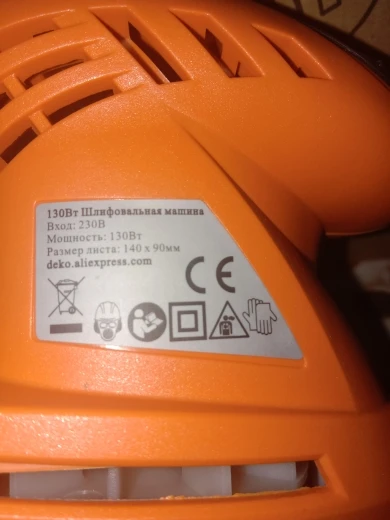 130Вт Шлифовальная машина
Вход: 230В
Мощность: 130Вт
Размер листа: 140 х 90мм
deko.aliexpress.com
CE